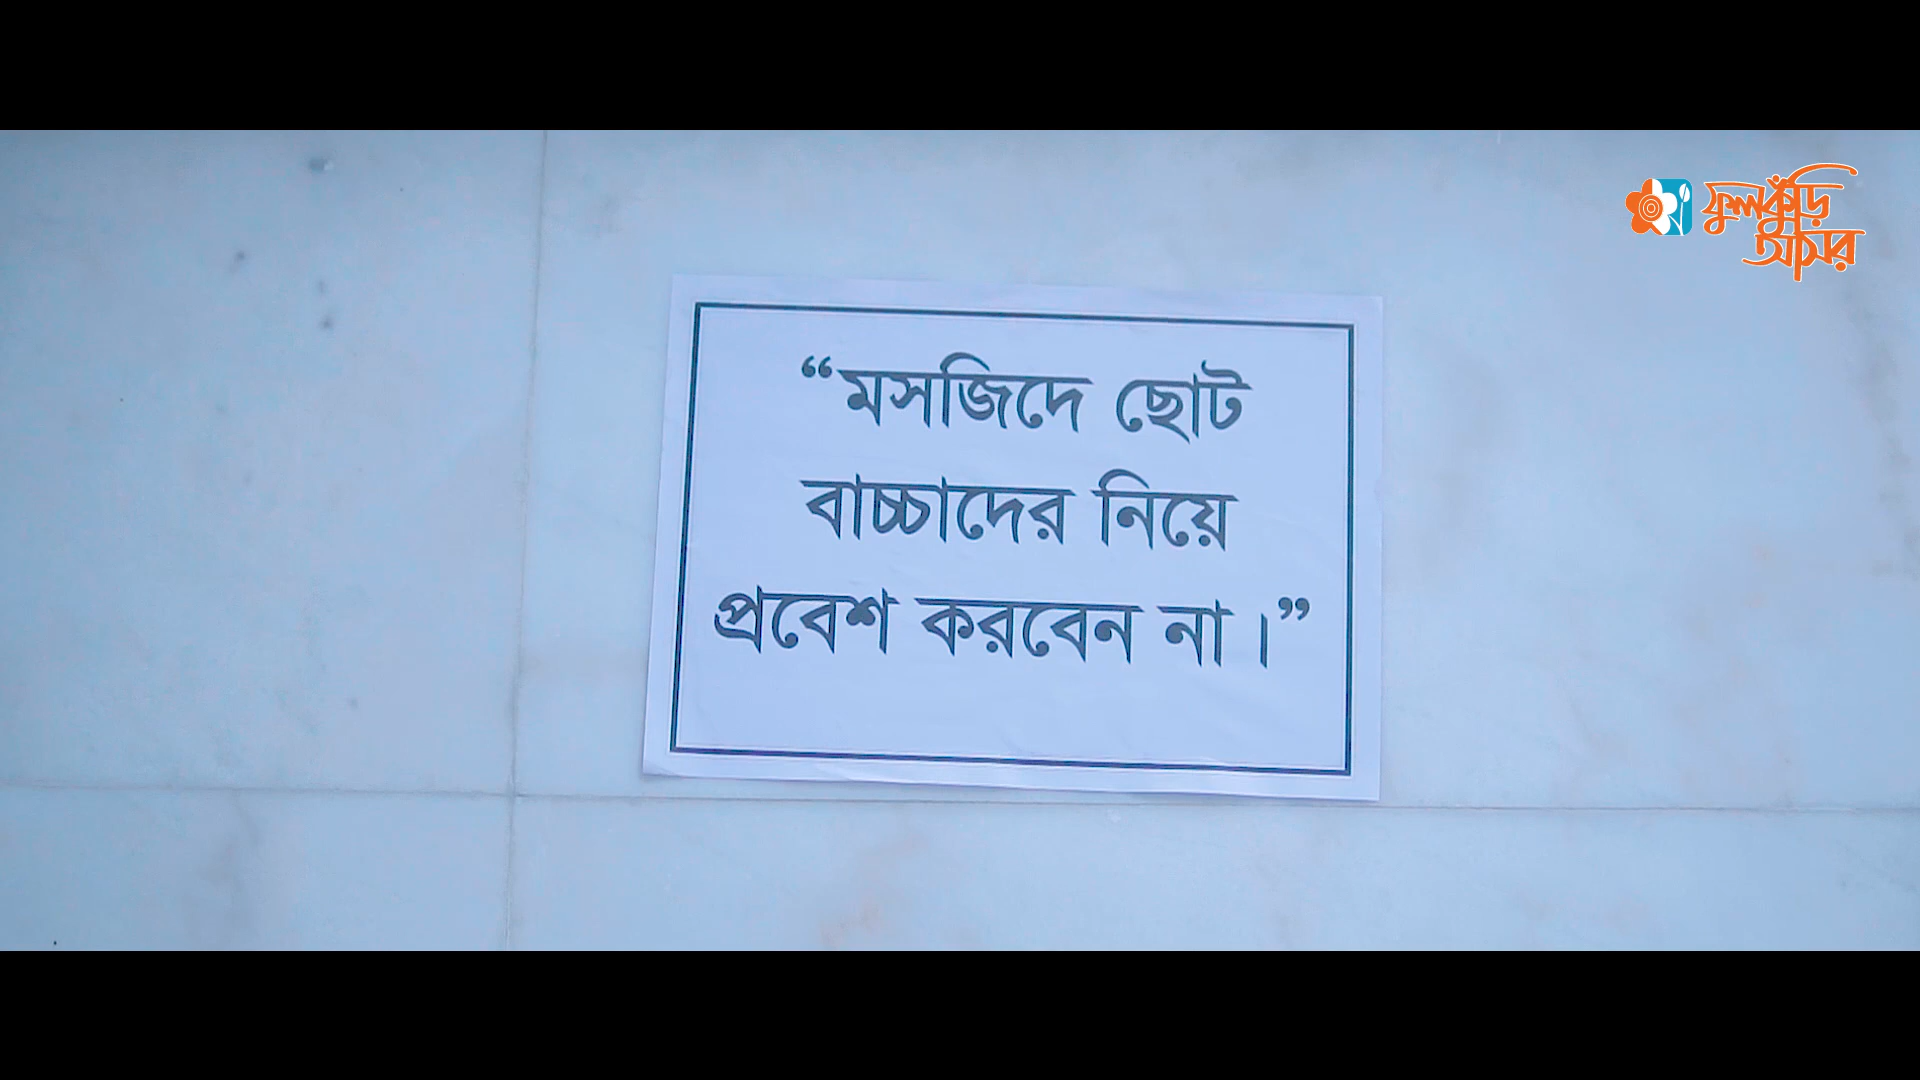 ফুলকুঁড়ি
আসর
“মসজিদে ছোট
বাচ্চাদের নিয়ে
প্রবেশ করবেন না।”